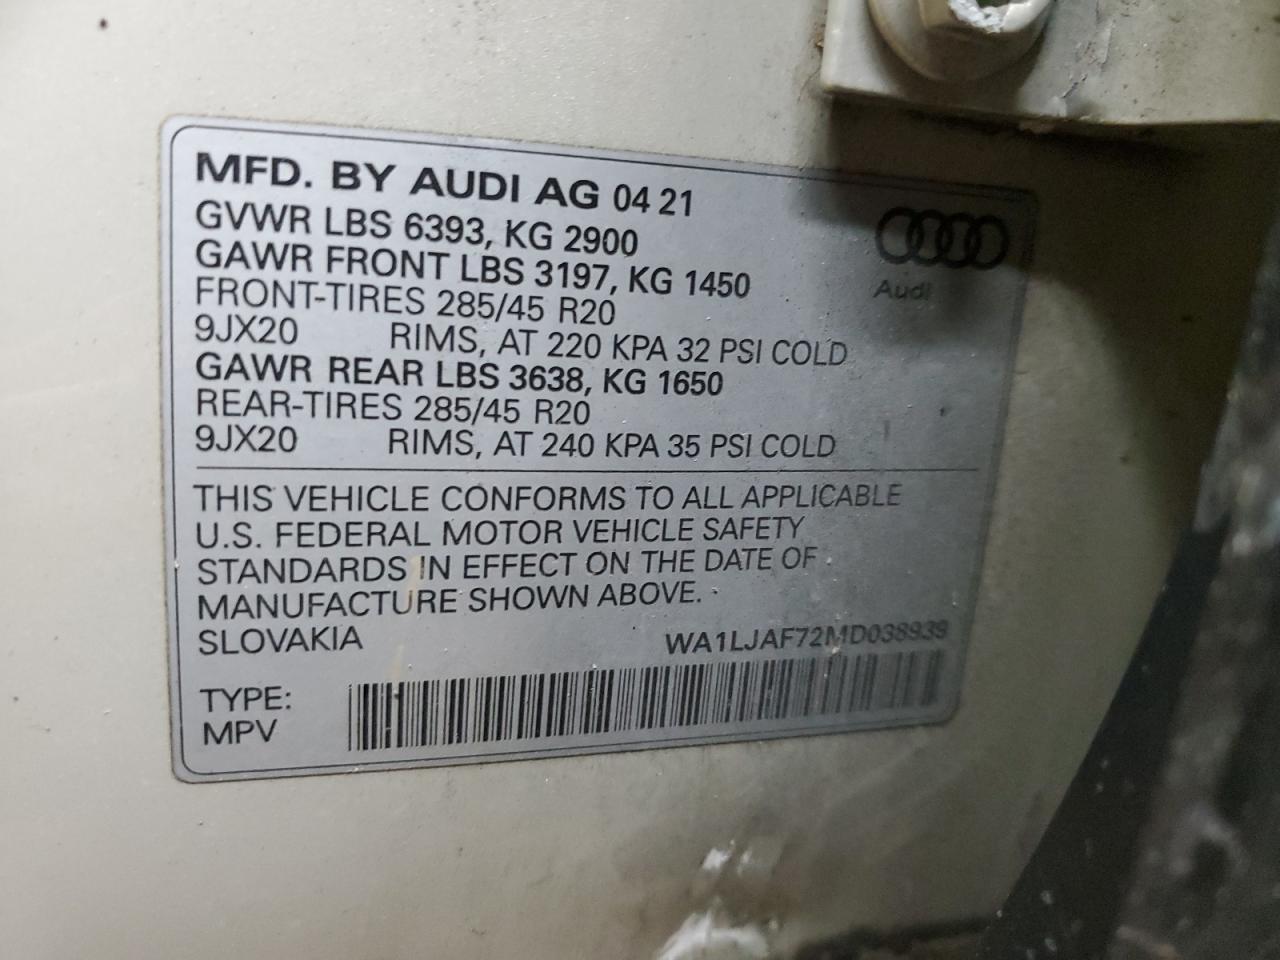 MFD. BY AUDI AG 04 21
GVWR LBS 6393, KG 2900
GAWR FRONT LBS 3197, KG 1450
FRONT-TIRES 285/45 R20
9JX20 RIMS, AT 220 KPA 32 PSI COLD
GAWR REAR LBS 3638, KG 1650
REAR-TIRES 285/45 R20
9JX20 RIMS, AT 240 KPA 35 PSI COLD
Audi
THIS VEHICLE CONFORMS TO ALL APPLICABLE
U.S. FEDERAL MOTOR VEHICLE SAFETY
STANDARDS IN EFFECT ON THE DATE OF
MANUFACTURE SHOWN ABOVE.
SLOVAKIA WA1LJAF72MD038939
TYPE:
MPV